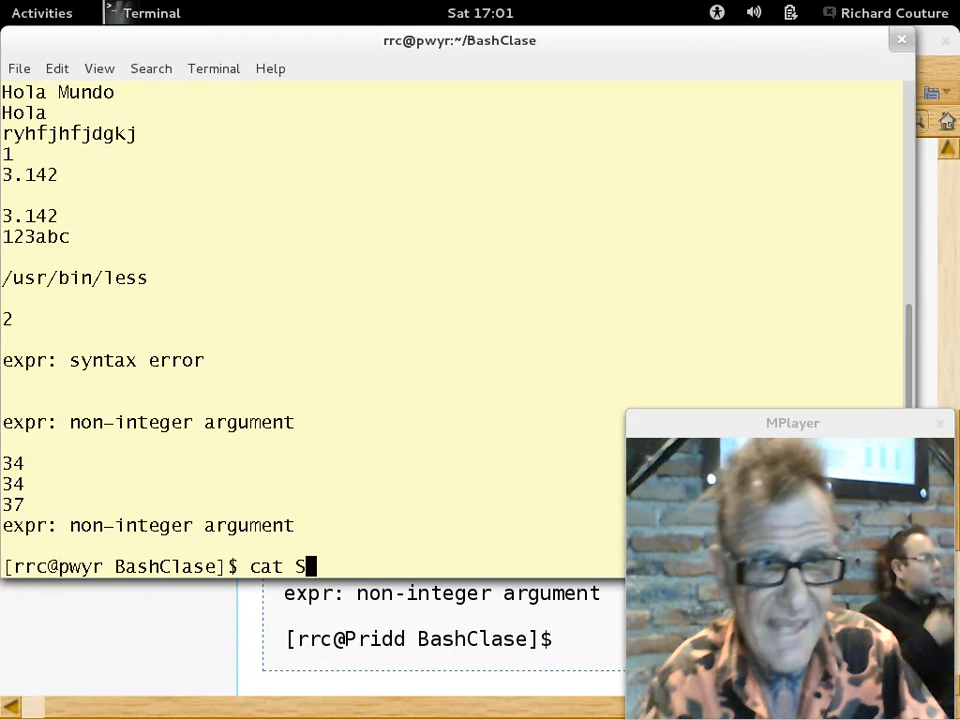 Activities Terminal Sat 17:01 Richard Couture
rrc@pwyr:~/BashClase
File Edit View Search Terminal Help
Hola Mundo
Hola
ryhfjhfjdgkj
1
3.142
3.142
123abc
/usr/bin/less
2
expr: syntax error
expr: non-integer argument
34
34
37
expr: non-integer argument
[rrc@pwyr BashClase]$ cat S
MPlayer
expr: non-integer argument
[rrc@Pridd BashClase]$